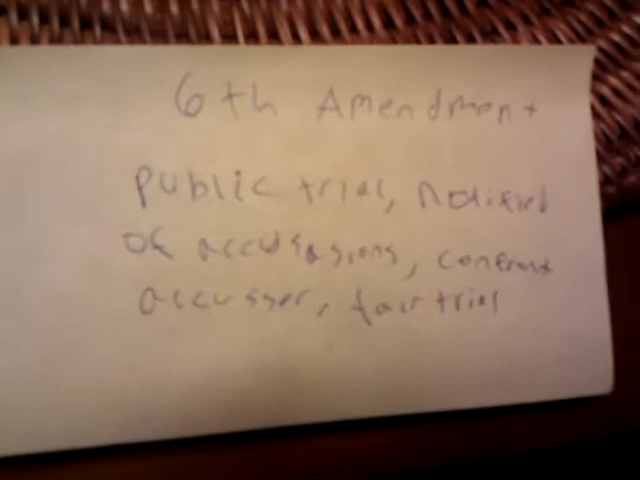 6th Amendment
public trial, notified
of accusasions, confront
accusser, fair trial